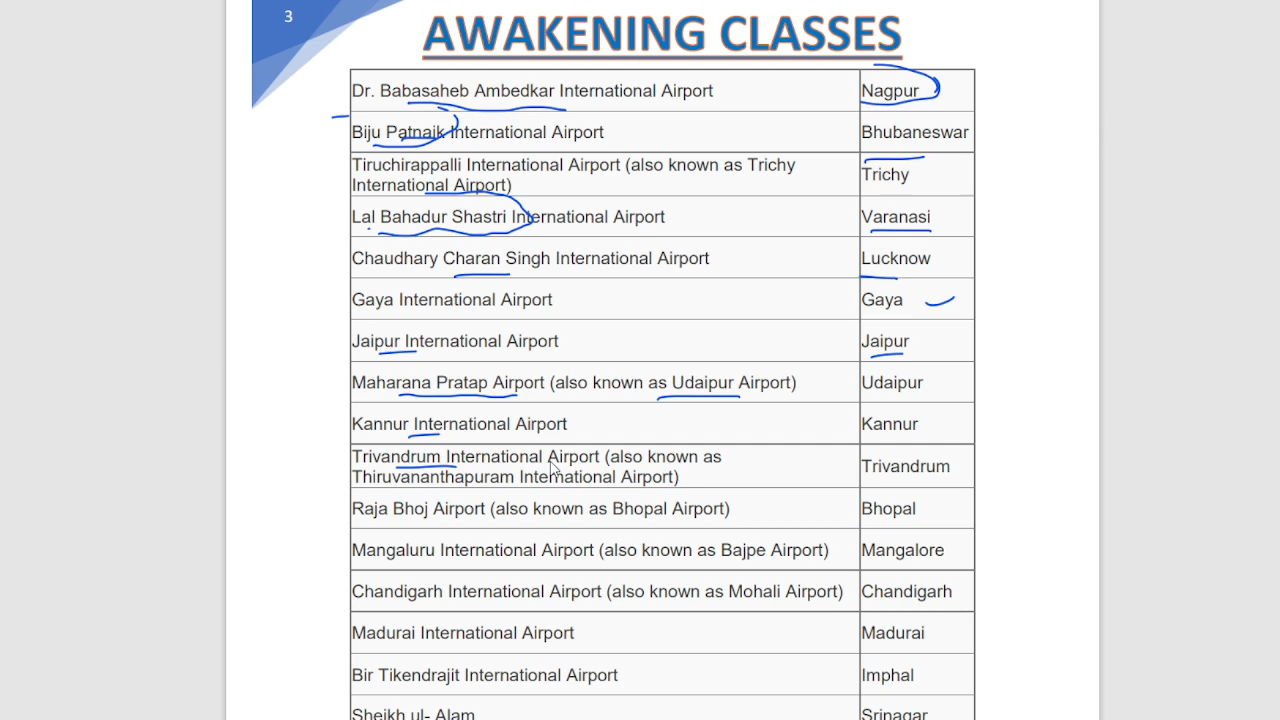 3
AWAKENING CLASSES
Dr. Babasaheb Ambedkar International Airport Nagpur
Biju Patnaik International Airport Bhubaneswar
Tiruchirappalli International Airport (also known as Trichy
International Airport) Trichy
Lal Bahadur Shastri International Airport Varanasi
Chaudhary Charan Singh International Airport Lucknow
Gaya International Airport Gaya
Jaipur International Airport Jaipur
Maharana Pratap Airport (also known as Udaipur Airport) Udaipur
Kannur International Airport Kannur
Trivandrum International Airport (also known as
Thiruvananthapuram International Airport) Trivandrum
Raja Bhoj Airport (also known as Bhopal Airport) Bhopal
Mangaluru International Airport (also known as Bajpe Airport) Mangalore
Chandigarh International Airport (also known as Mohali Airport) Chandigarh
Madurai International Airport Madurai
Bir Tikendrajit International Airport Imphal
Sheikh ul- Alam Srinagar